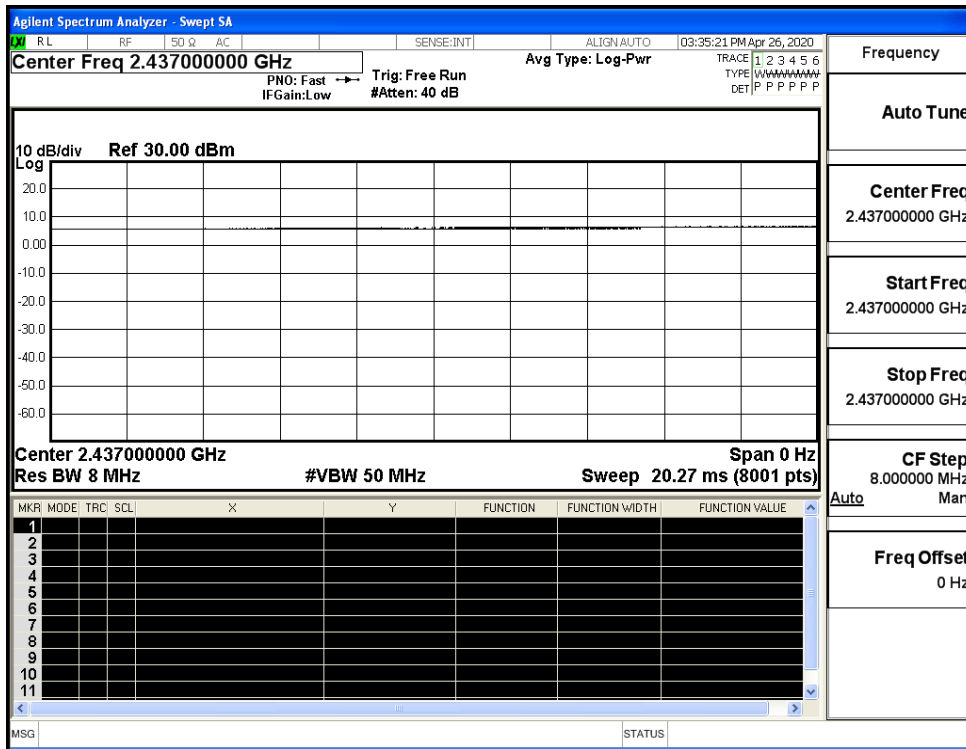 Agilent Spectrum Analyzer - Swept SA
LXI RL RF 50 Ω AC SENSE:INT ALIGNAUTO 03:35:21 PM Apr 26, 2020
Center Freq 2.437000000 GHz
PNO: Fast
IFGain:Low
Trig: Free Run
#Atten: 40 dB
Avg Type: Log-Pwr
TRACE 1 2 3 4 5 6
TYPE WWWWWW
DET P P P P P P
10 dB/div Ref 30.00 dBm
Log
20.0
10.0
0.00
-10.0
-20.0
-30.0
-40.0
-50.0
-60.0
Center 2.437000000 GHz Span 0 Hz
Res BW 8 MHz #VBW 50 MHz Sweep 20.27 ms (8001 pts)
MKR MODE TRC SCL X Y FUNCTION FUNCTION WIDTH FUNCTION VALUE
1
2
3
4
5
6
7
8
9
10
11
MSG STATUS
Frequency
Auto Tune
Center Freq
2.437000000 GHz
Start Freq
2.437000000 GHz
Stop Freq
2.437000000 GHz
CF Step
8.000000 MHz
Auto Man
Freq Offset
0 Hz